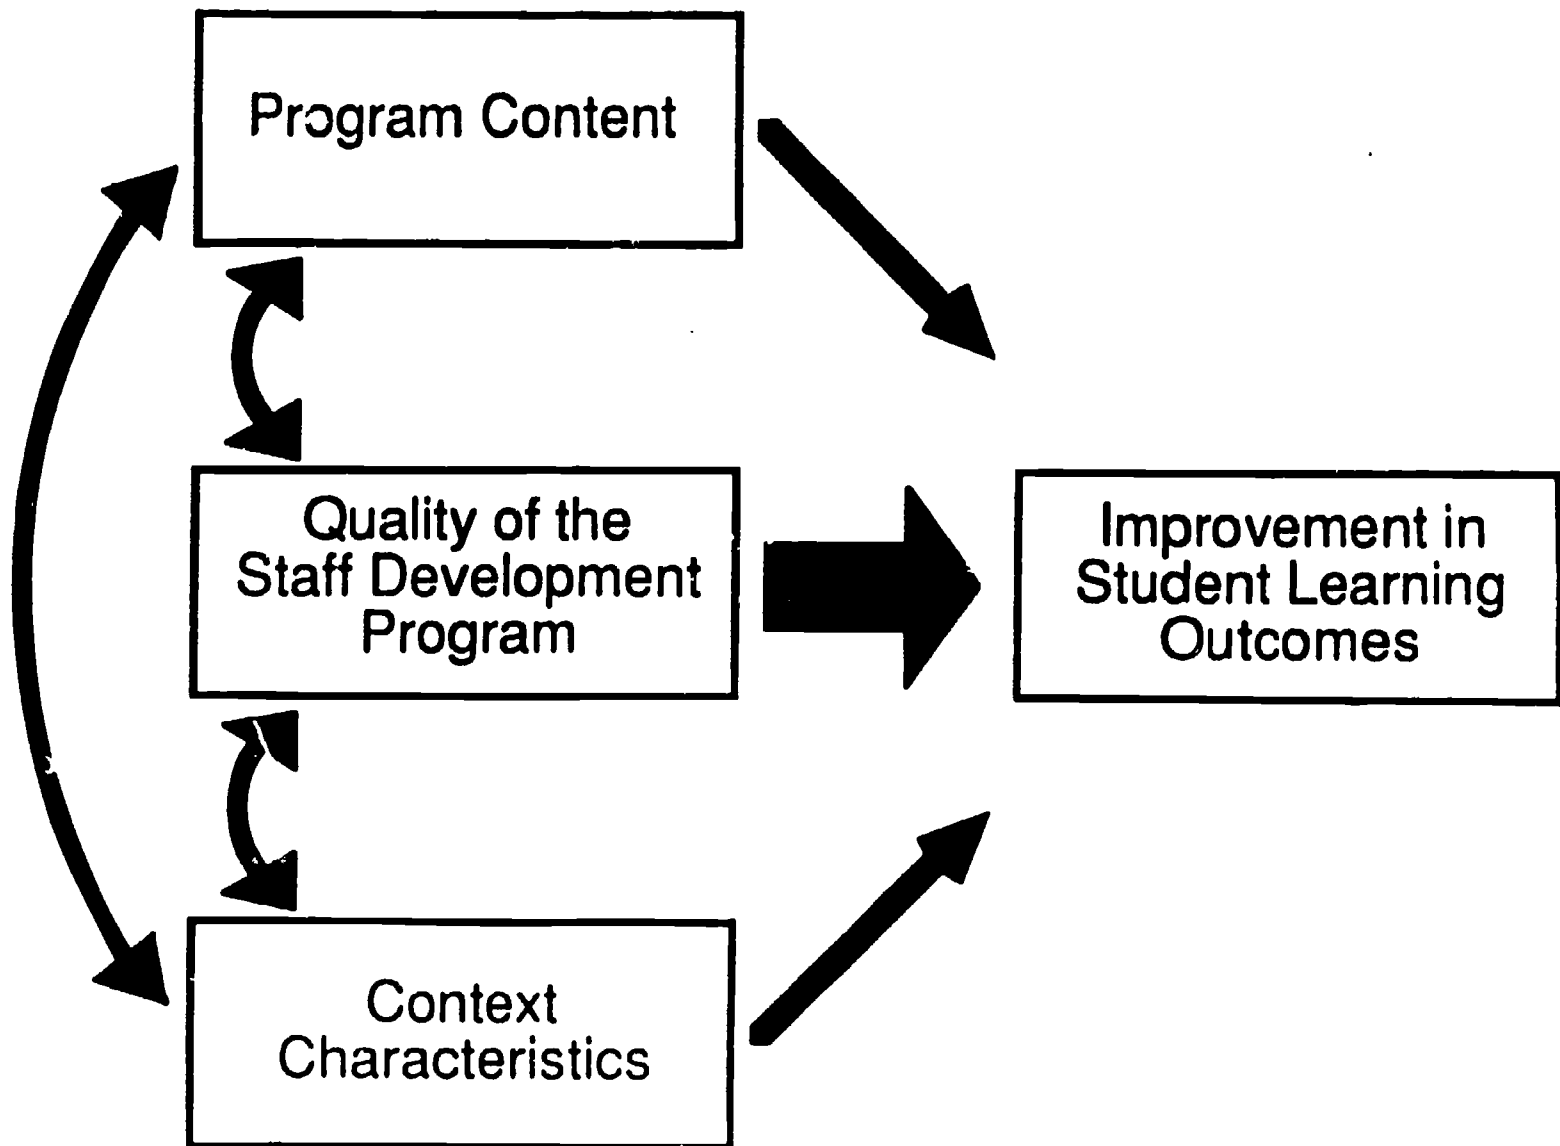 Program Content
Quality of the
Staff Development
Program
Improvement in
Student Learning
Outcomes
Context
Characteristics